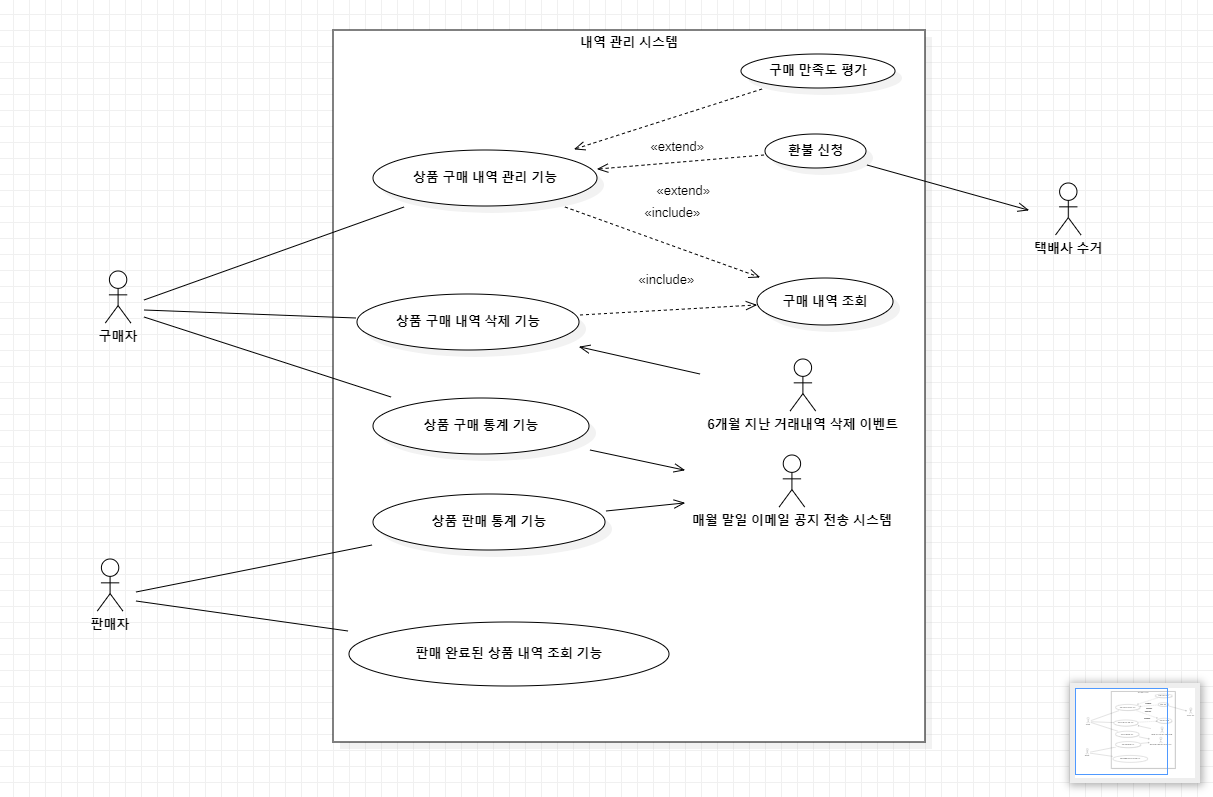 내역 관리 시스템
구매 만족도 평가
«extend»
환불 신청
상품 구매 내역 관리 기능
«extend»
«include»
택배사 수거
구매자
«include»
구매 내역 조회
상품 구매 내역 삭제 기능
6개월 지난 거래내역 삭제 이벤트
상품 구매 통계 기능
매월 말일 이메일 공지 전송 시스템
상품 판매 통계 기능
판매자
판매 완료된 상품 내역 조회 기능